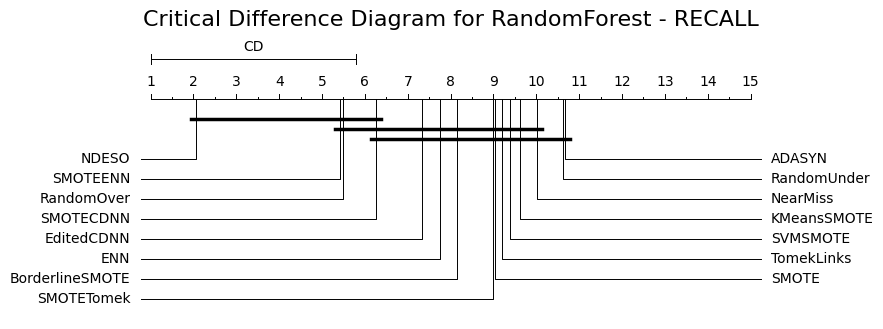 Critical Difference Diagram for RandomForest - RECALL
CD
1 2 3 4 5 6 7 8 9 10 11 12 13 14 15
NDESO ADASYN
SMOTEENN RandomUnder
RandomOver NearMiss
SMOTECDNN KMeansSMOTE
EditedCDNN SVMSMOTE
ENN TomekLinks
BorderlineSMOTE SMOTE
SMOTETomek